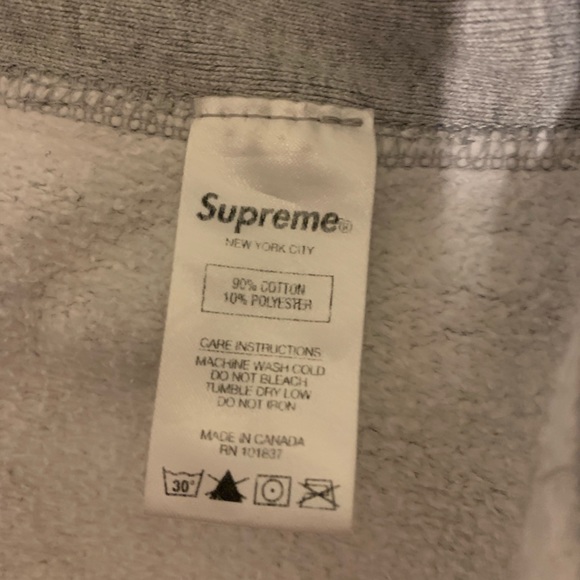 Supreme®
NEW YORK CITY
90% COTTON
10% POLYESTER
CARE INSTRUCTIONS
MACHINE WASH COLD
DO NOT BLEACH
TUMBLE DRY LOW
DO NOT IRON
MADE IN CANADA
RN 101837
30°